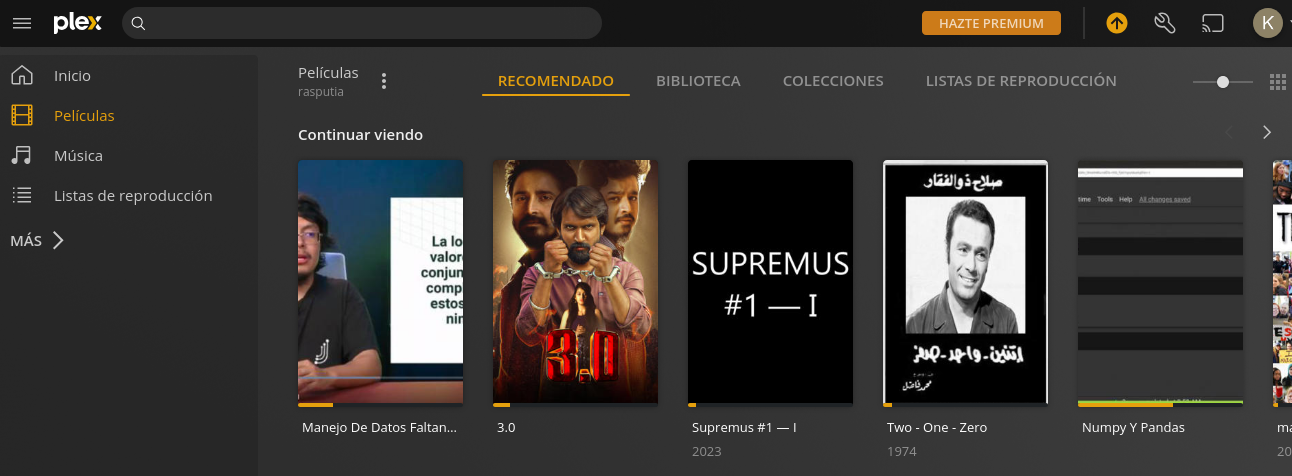 plex
HAZTE PREMIUM
K
Inicio
Películas
Música
Listas de reproducción
MÁS
Películas
rasputia
RECOMENDADO
BIBLIOTECA
COLECCIONES
LISTAS DE REPRODUCCIÓN
Continuar viendo
La lo
valor
conjun
comp
estos
nin
3.0
SUPREMUS
#1 — I
صلاح ذوالفقار
اثنين - واحد - صفر
time Tools Help All changes saved
Manejo De Datos Faltan...
3.0
Supremus #1 — I
2023
Two - One - Zero
1974
Numpy Y Pandas
ma
20